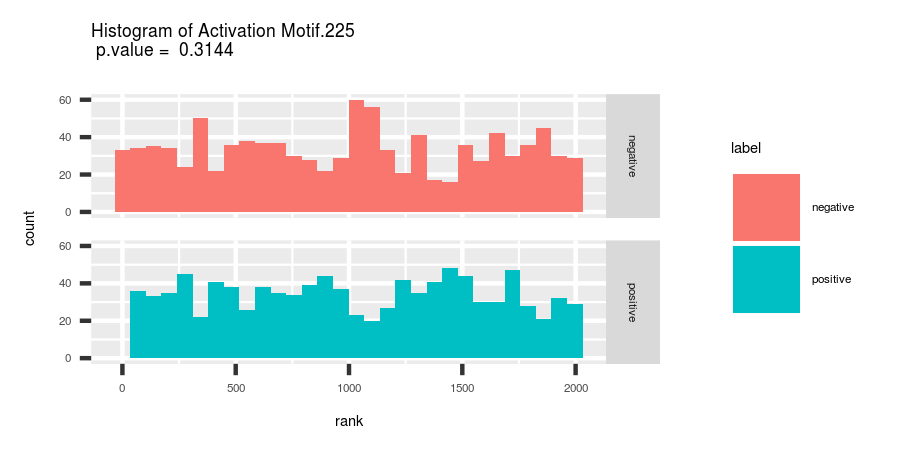 Histogram of Activation Motif.225
p.value =  0.3144
count
60
40
20
0
negative
60
40
20
0
positive
0
500
1000
1500
2000
rank
label
negative
positive